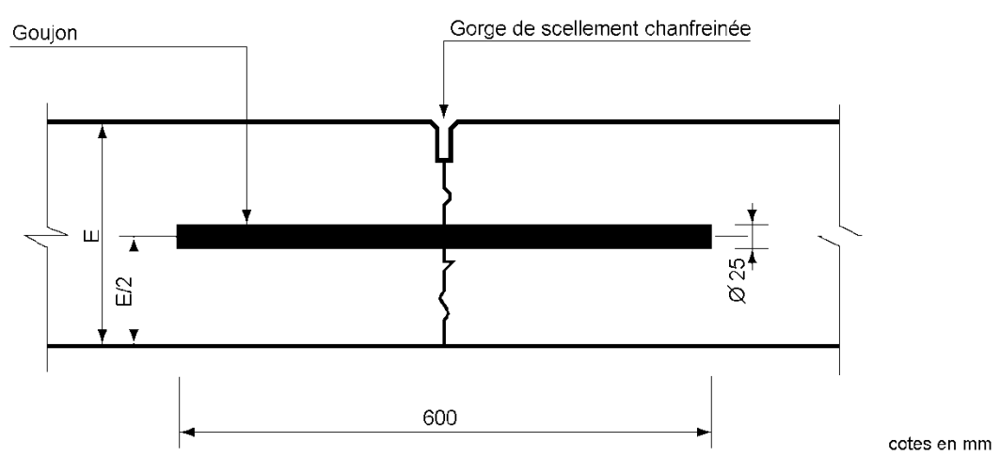 Goujon
Gorge de scellement chanfreinée
E
E/2
Ø 25
600
cotes en mm